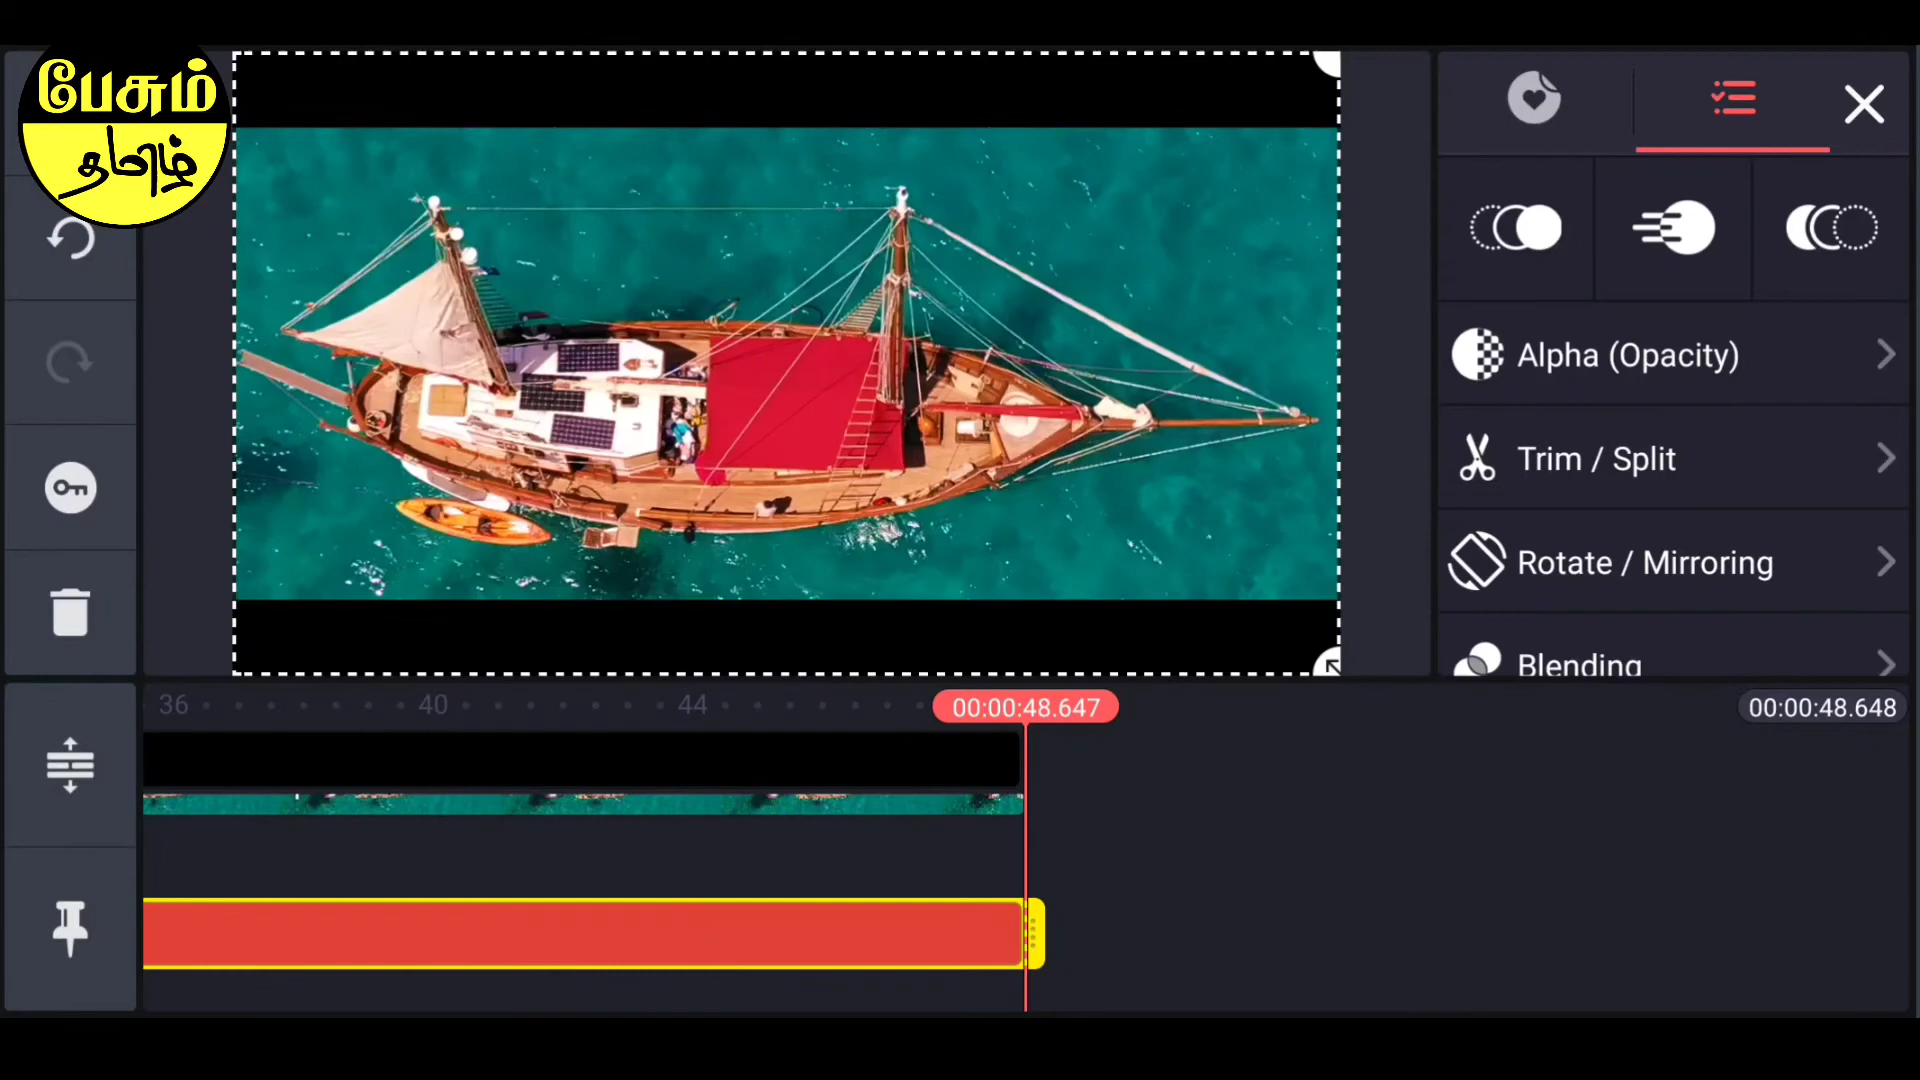 பேசும்
தமிழ்
Alpha (Opacity)
Trim / Split
Rotate / Mirroring
Blending
36
40
44
00:00:48.647
00:00:48.648